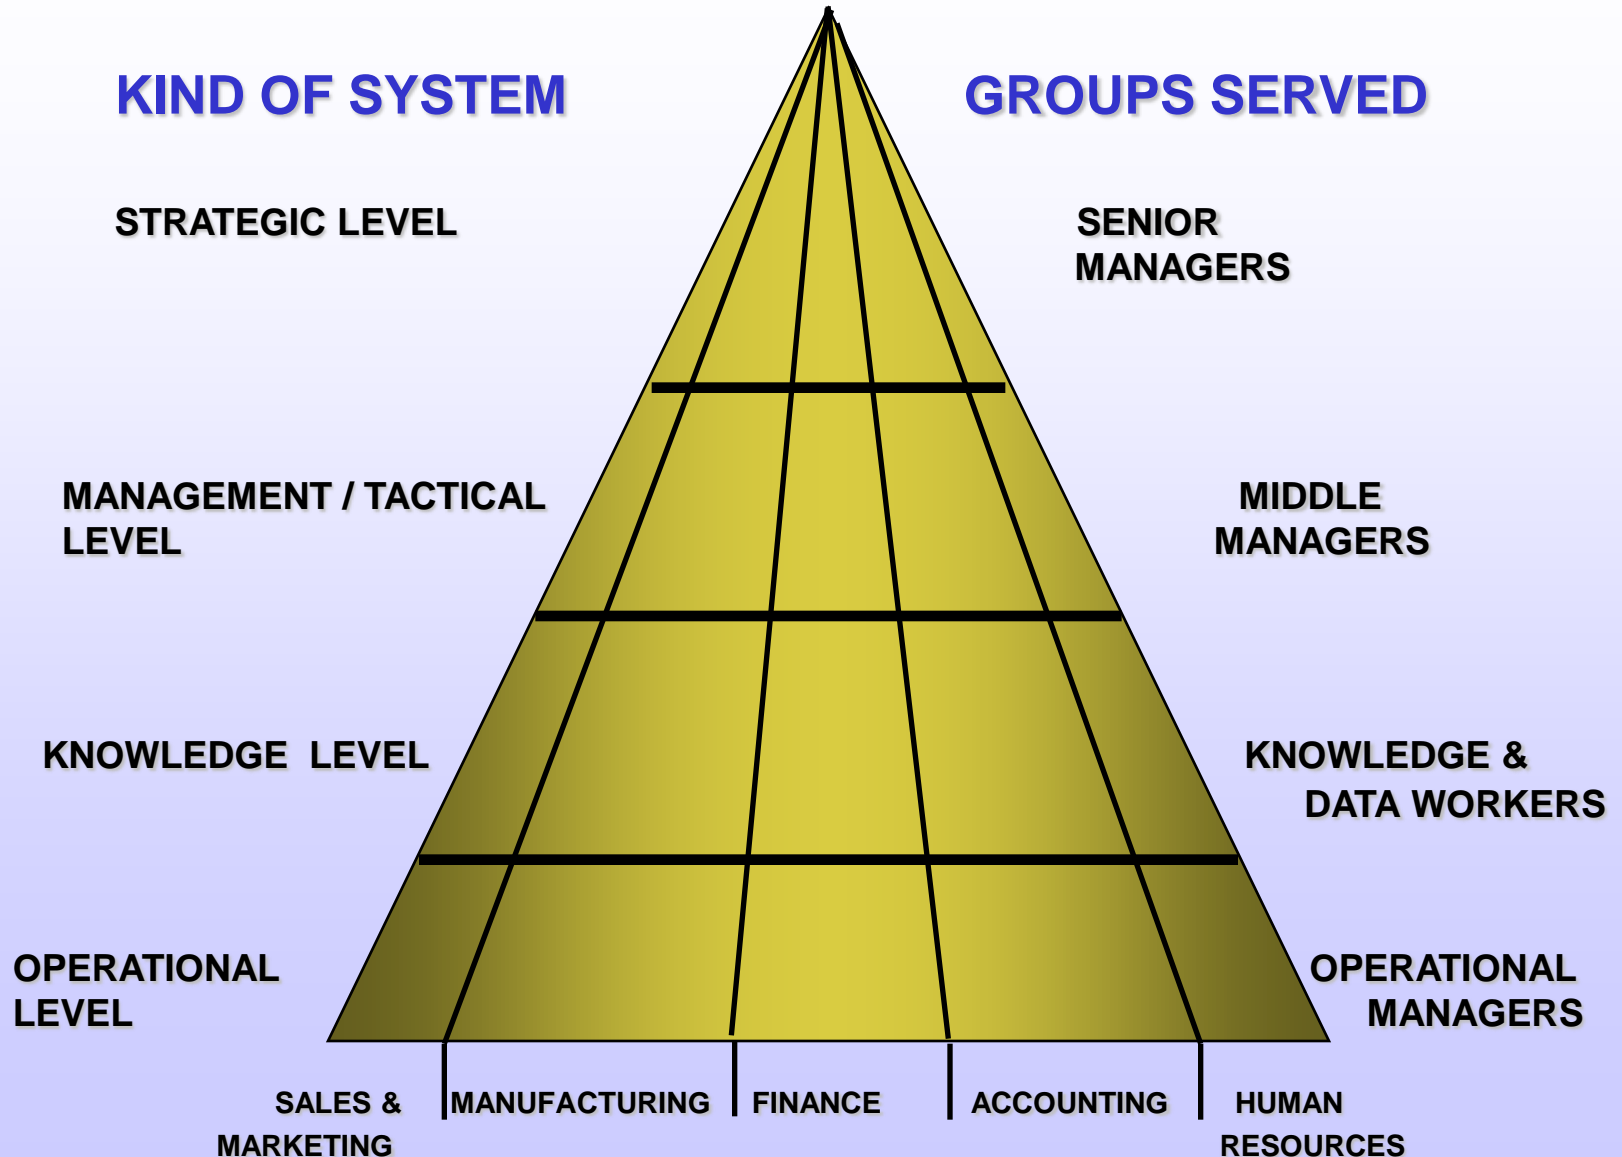 KIND OF SYSTEM
GROUPS SERVED
STRATEGIC LEVEL
SENIOR
MANAGERS
MANAGEMENT / TACTICAL
LEVEL
MIDDLE
MANAGERS
KNOWLEDGE LEVEL
KNOWLEDGE &
DATA WORKERS
OPERATIONAL
LEVEL
OPERATIONAL
MANAGERS
SALES &
MARKETING
MANUFACTURING
FINANCE
ACCOUNTING
HUMAN
RESOURCES